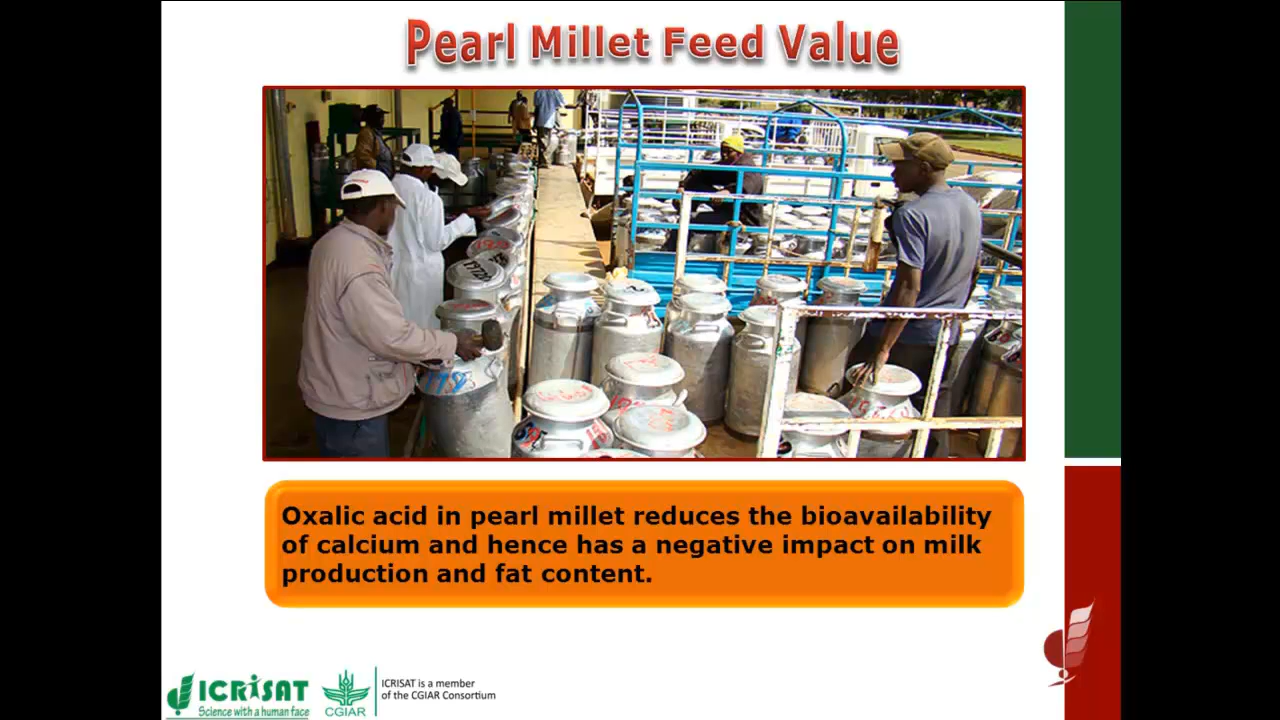 Pearl Millet Feed Value
Oxalic acid in pearl millet reduces the bioavailability
of calcium and hence has a negative impact on milk
production and fat content.
ICRISAT
Science with a human face
CGIAR
ICRISAT is a member
of the CGIAR Consortium